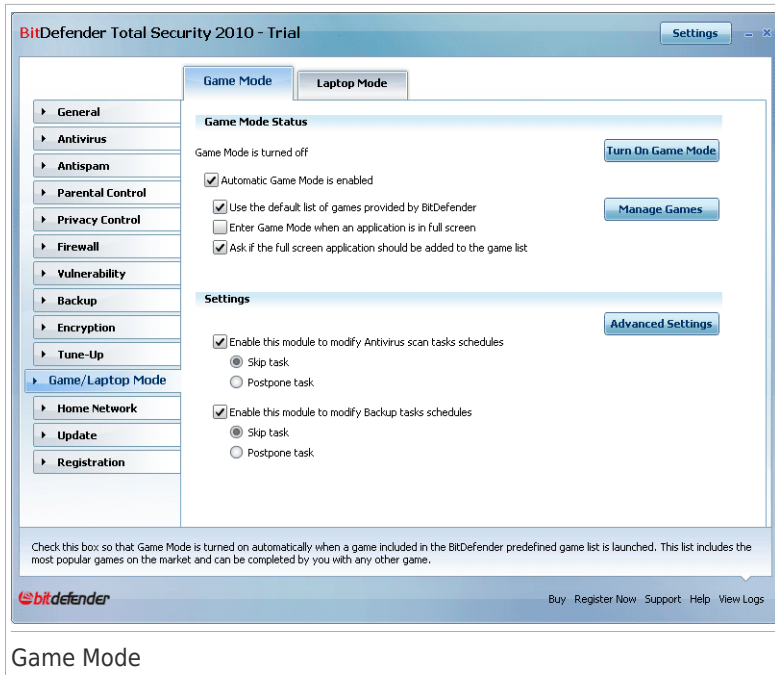 BitDefender Total Security 2010 - Trial
Settings
Game Mode
Laptop Mode
General
Antivirus
Antispam
Parental Control
Privacy Control
Firewall
Vulnerability
Backup
Encryption
Tune-Up
Game/Laptop Mode
Home Network
Update
Registration
Game Mode Status
Game Mode is turned off
Turn On Game Mode
Automatic Game Mode is enabled
Use the default list of games provided by BitDefender
Manage Games
Enter Game Mode when an application is in full screen
Ask if the full screen application should be added to the game list
Settings
Advanced Settings
Enable this module to modify Antivirus scan tasks schedules
Skip task
Postpone task
Enable this module to modify Backup tasks schedules
Skip task
Postpone task
Check this box so that Game Mode is turned on automatically when a game included in the BitDefender predefined game list is launched. This list includes the
most popular games on the market and can be completed by you with any other game.
bitdefender
Buy Register Now Support Help View Logs
Game Mode